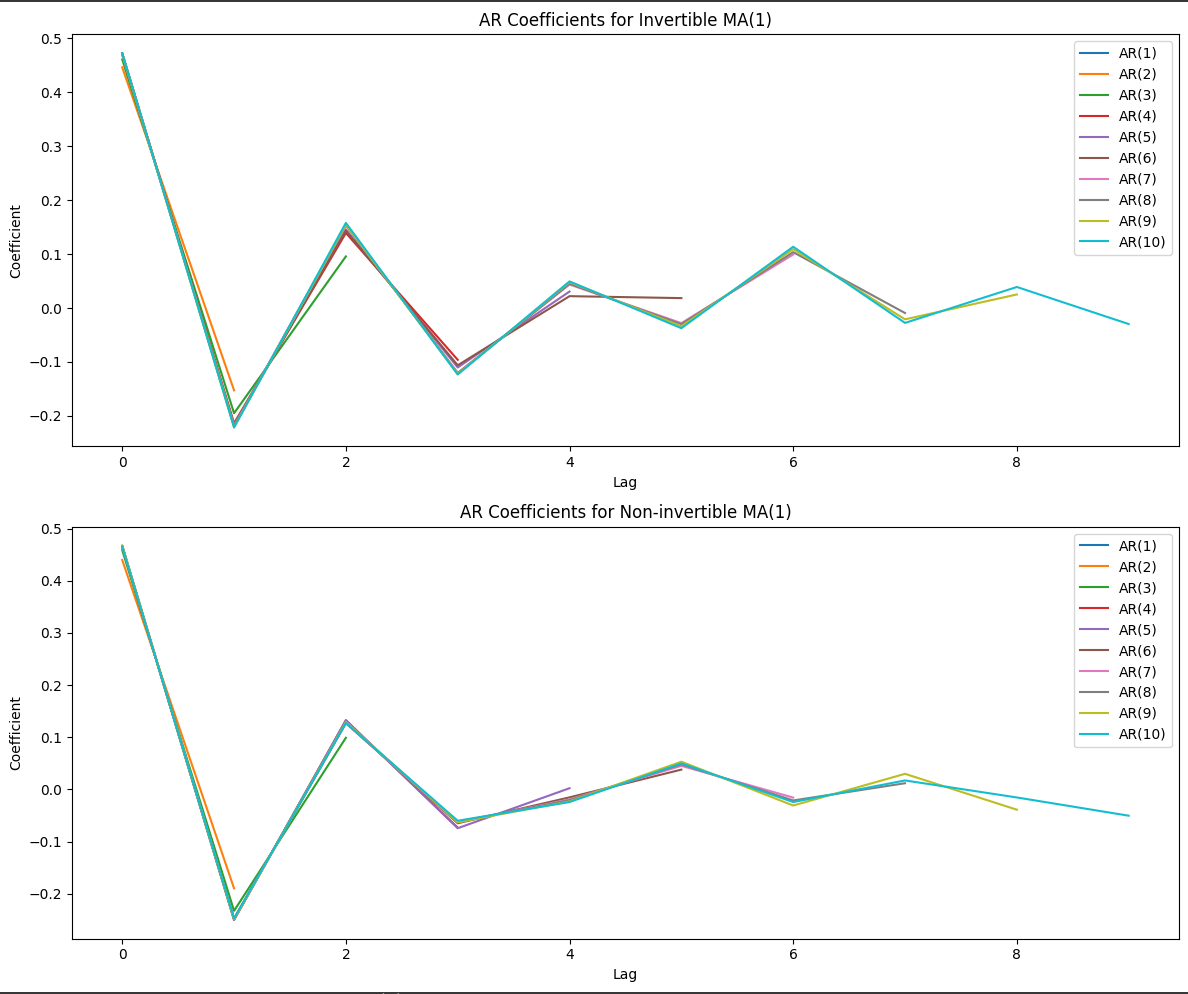 AR Coefficients for Invertible MA(1)
0.5
0.4
0.3
0.2
0.1
0.0
−0.1
−0.2
Coefficient
0
2
4
6
8
Lag
AR(1)
AR(2)
AR(3)
AR(4)
AR(5)
AR(6)
AR(7)
AR(8)
AR(9)
AR(10)
AR Coefficients for Non-invertible MA(1)
0.5
0.4
0.3
0.2
0.1
0.0
−0.1
−0.2
Coefficient
0
2
4
6
8
Lag
AR(1)
AR(2)
AR(3)
AR(4)
AR(5)
AR(6)
AR(7)
AR(8)
AR(9)
AR(10)